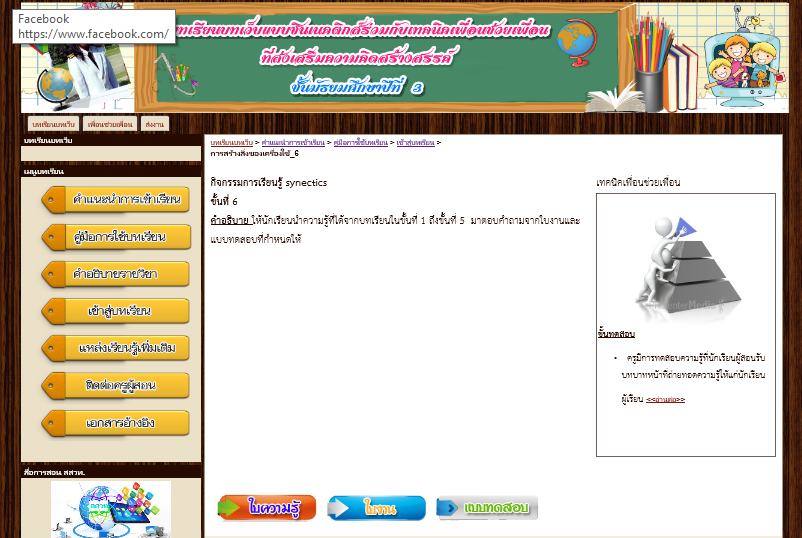 Facebook
https://www.facebook.com/
บทเรียนบทเว็บแบบซินเนคติกส์ร่วมกับเทคนิคเพื่อนช่วยเพื่อน
ที่ส่งเสริมความคิดสร้างสรรค์
ชั้นมัธยมศึกษาปีที่ 3
บทเรียนบทเว็บ เพื่อนช่วยเพื่อน ส่งงาน
บทเรียนบทเว็บ
เมนูบทเรียน
คำแนะนำการเข้าเรียน
คู่มือการใช้บทเรียน
คำอธิบายรายวิชา
เข้าสู่บทเรียน
แหล่งเรียนรู้เพิ่มเติม
ติดต่อครูผู้สอน
เอกสารอ้างอิง
สื่อการสอน สสวท.
สสวท
บทเรียนบทเว็บ > คำแนะนำการเข้าเรียน > คู่มือการใช้บทเรียน > เข้าสู่บทเรียน >
การสร้างสิ่งของเครื่องใช้_6
กิจกรรมการเรียนรู้ synectics
ขั้นที่ 6
คำอธิบาย ให้นักเรียนนำความรู้ที่ได้จากบทเรียนในขั้นที่ 1 ถึงขั้นที่ 5 มาตอบคำถามจากใบงานและ
แบบทดสอบที่กำหนดให้
เทคนิคเพื่อนช่วยเพื่อน
ขั้นทดสอบ
• ครูมีการทดสอบความรู้ที่นักเรียนผู้สอนรับ
บทบาทหน้าที่ถ่ายทอดความรู้ให้แก่นักเรียน
ผู้เรียน <<อ่านต่อ>>
ใบความรู้ ใบงาน แบบทดสอบ